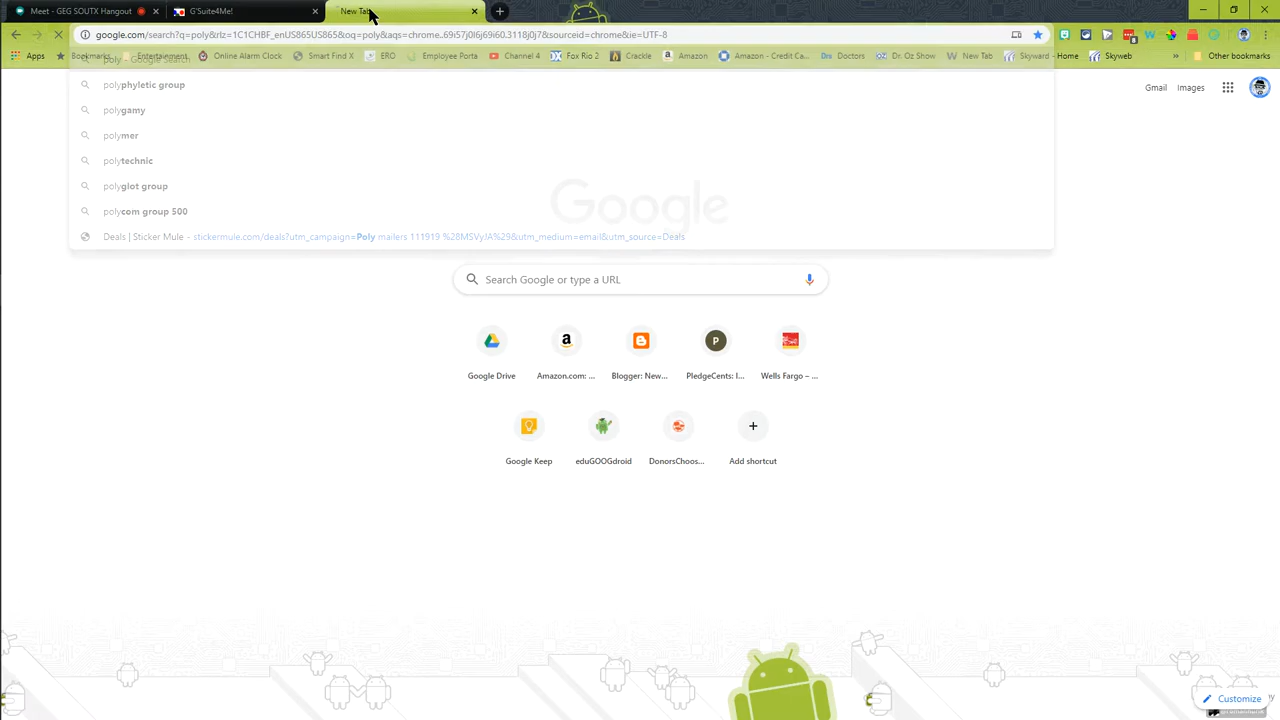 Meet - GEG SOUTX Hangout
G'Suite4Me!
New Tab
google.com/search?q=poly&rlz=1C1CHBF_enUS865US865&oq=poly&aqs=chrome..69i57j0l6j69i60.3118j0j7&sourceid=chrome&ie=UTF-8
Apps Bookmarks Entertainment Online Alarm Clock Smart Find X ERO Employee Porta Channel 4 Fox Rio 2 Crackle Amazon Amazon - Credit Ca... Doctors Dr. Oz Show New Tab Skyward - Home Skyweb » Other bookmarks
poly - Google Search
polyphyletic group
polygamy
polymer
polytechnic
polyglot group
polycom group 500
Deals | Sticker Mule - stickermule.com/deals?utm_campaign=Poly mailers 111919 %28MSVyJA%29&utm_medium=email&utm_source=Deals
Gmail Images
Google
Search Google or type a URL
Google Drive Amazon.com: ... Blogger: New... P PledgeCents: I... Wells Fargo – ...
Google Keep eduGOOGdroid DonorsChoos... Add shortcut
Customize